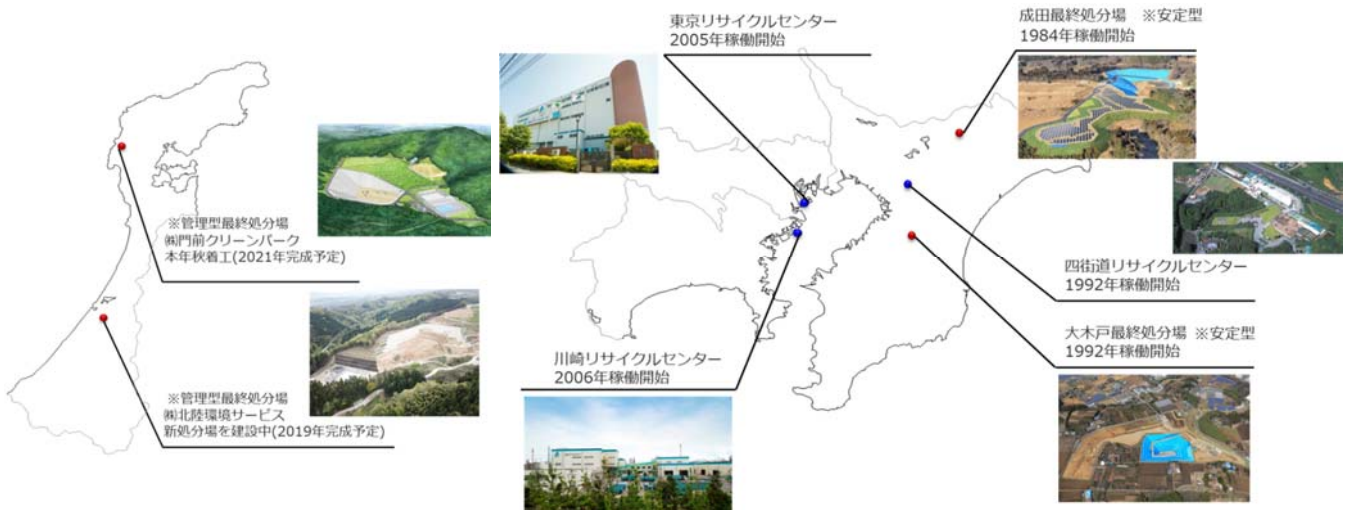 東京リサイクルセンター
2005年稼働開始
成田最終処分場 ※安定型
1984年稼働開始
※管理型最終処分場
㈱門前クリーンパーク
本年秋着工(2021年完成予定)
四街道リサイクルセンター
1992年稼働開始
大木戸最終処分場 ※安定型
1992年稼働開始
川崎リサイクルセンター
2006年稼働開始
※管理型最終処分場
㈱北陸環境サービス
新処分場を建設中(2019年完成予定)